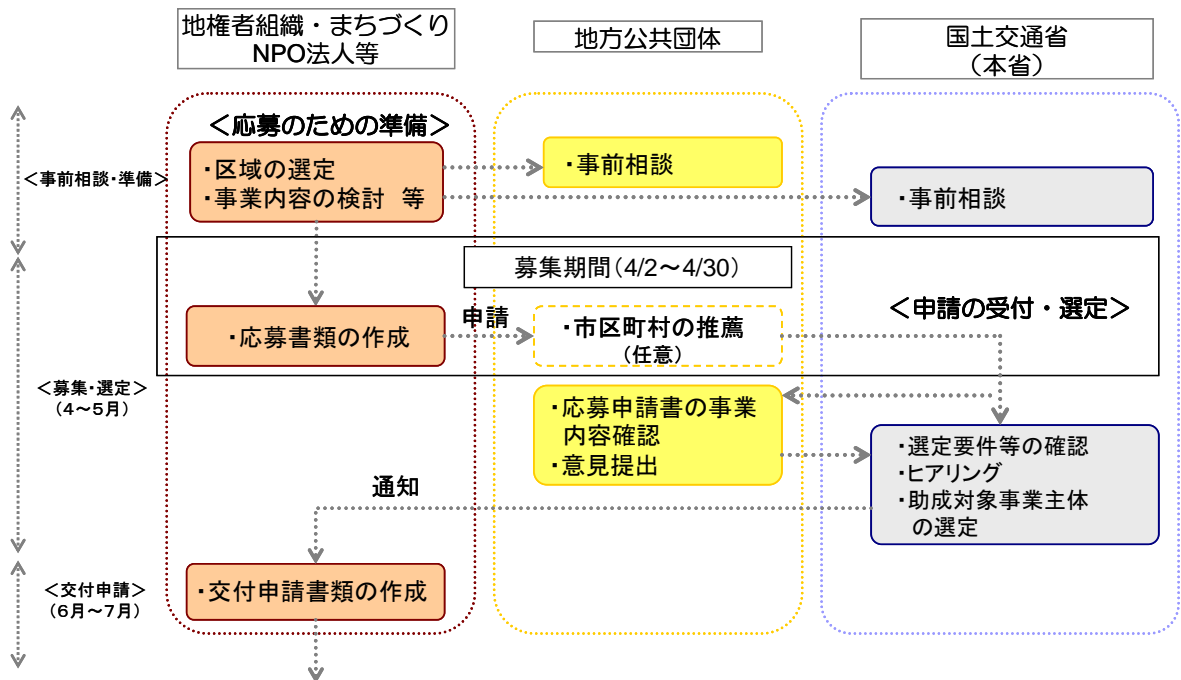 地権者組織・まちづくり
NPO法人等
地方公共団体
国土交通省
（本省）
＜事前相談・準備＞
＜応募のための準備＞
・区域の選定
・事業内容の検討 等
・事前相談
・事前相談
募集期間（4/2～4/30）
＜申請の受付・選定＞
・応募書類の作成
申請
・市区町村の推薦
（任意）
＜募集・選定＞
（4～5月）
・応募申請書の事業
内容確認
・意見提出
・選定要件等の確認
・ヒアリング
・助成対象事業主体
の選定
通知
＜交付申請＞
（6月～7月）
・交付申請書類の作成